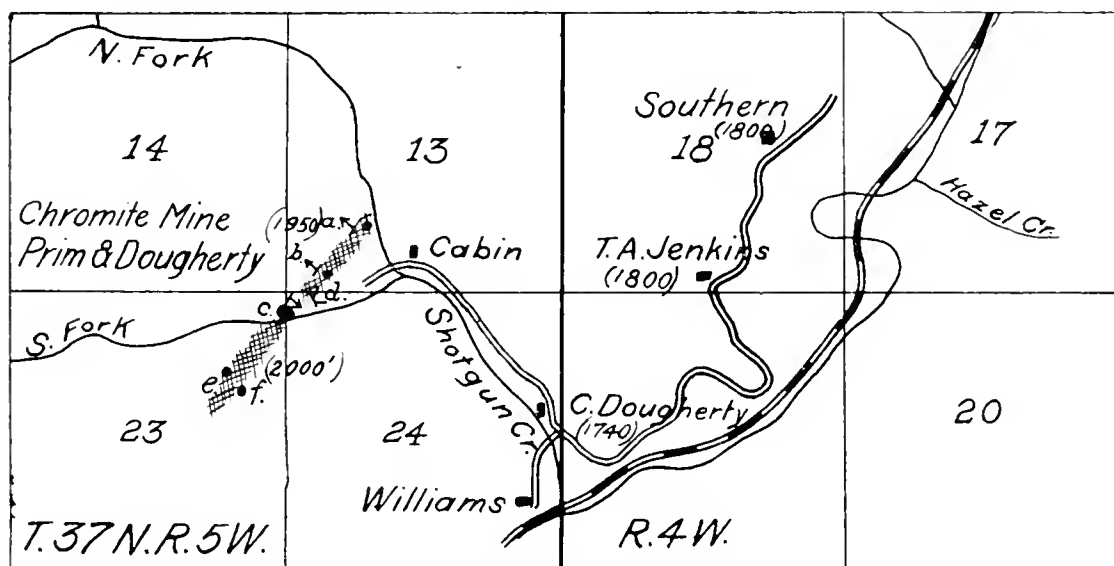 N. Fork
14
13
Southern
(1800)
18
17
Hazel Cr.
Chromite Mine
Prim & Dougherty
(1950')
a.
b.
c.
d.
Cabin
T.A. Jenkins
(1800)
S. Fork
e.
f.
(2000')
Shotgun Cr.
C. Dougherty
(1740)
23
24
20
Williams
T.37N.R.5W.
R.4W.